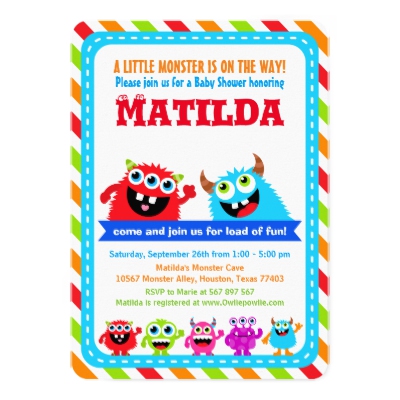 A LITTLE MONSTER IS ON THE WAY!
Please join us for a Baby Shower honoring
MATILDA
come and join us for load of fun!
Saturday, September 26th from 1:00 - 5:00 pm
Matilda's Monster Cave
10567 Monster Alley, Houston, Texas 77403
RSVP to Marie at 567 897 567
Matilda is registered at www.Owliepowlie.com